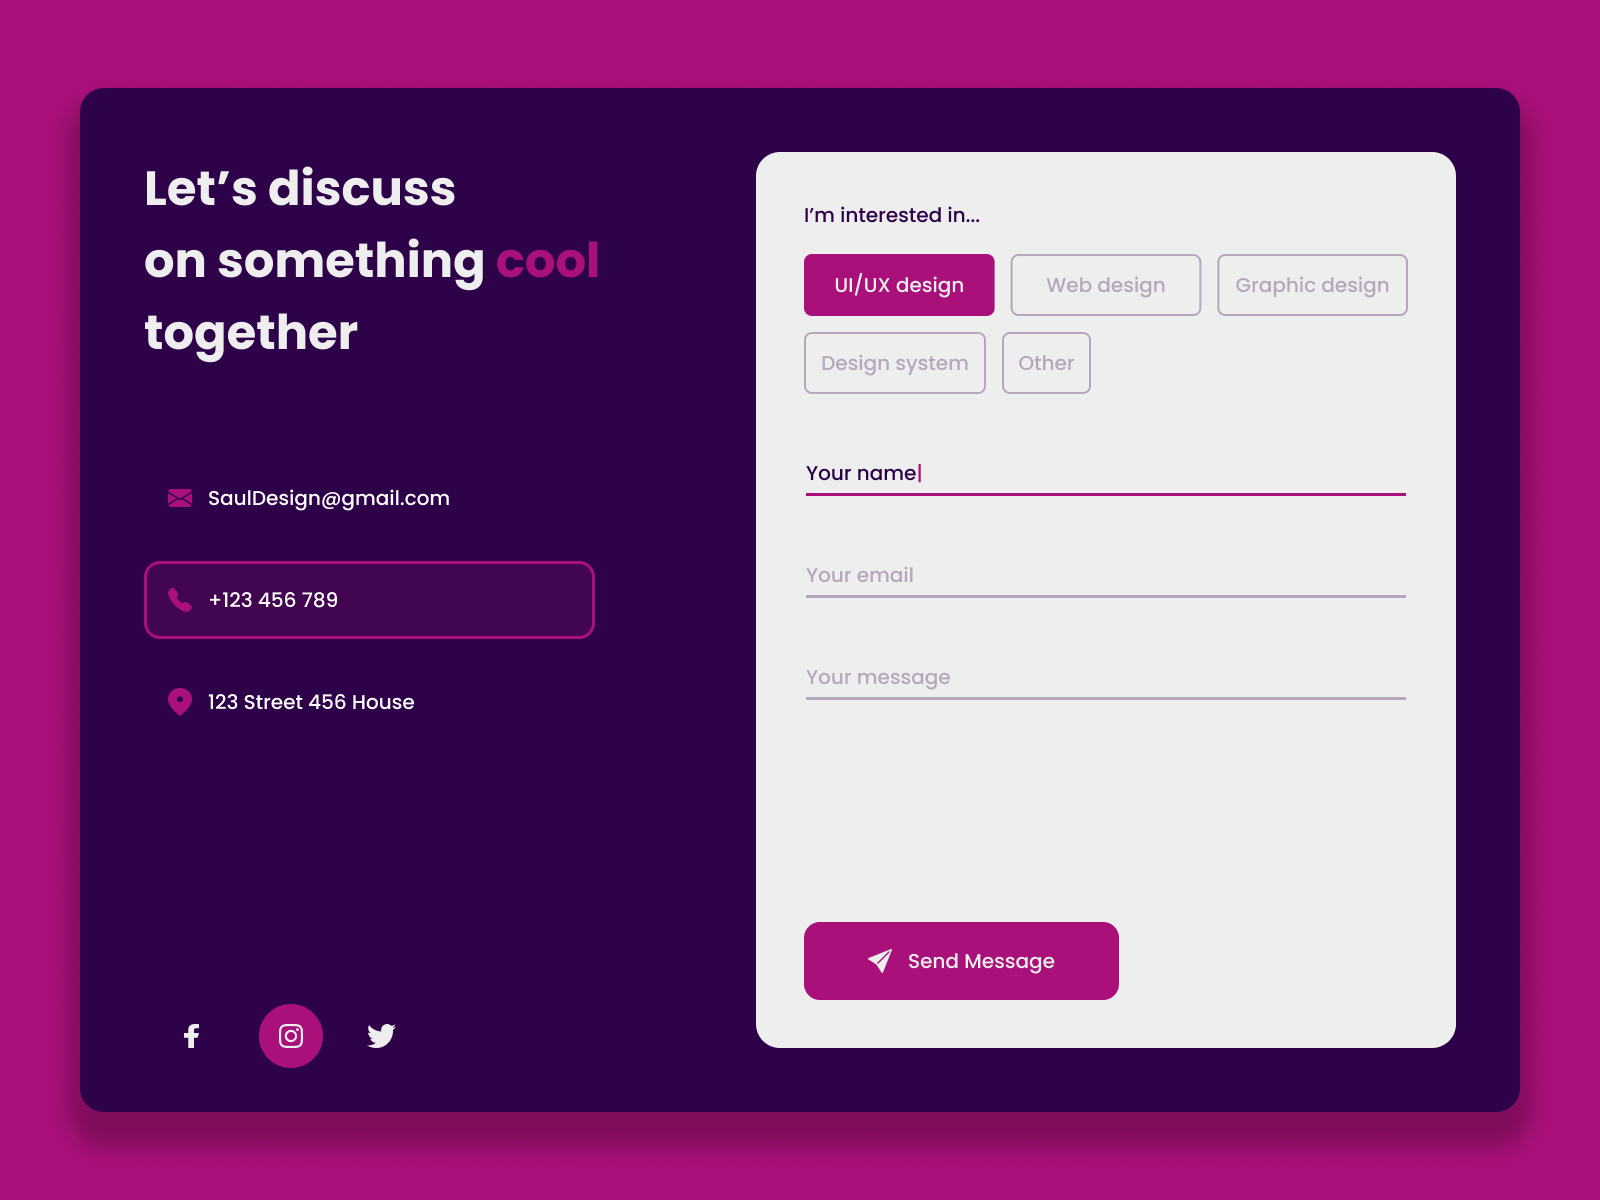 Let’s discuss
on something cool
together
SaulDesign@gmail.com
+123 456 789
123 Street 456 House
I’m interested in...
UI/UX design
Web design
Graphic design
Design system
Other
Your name
Your email
Your message
Send Message